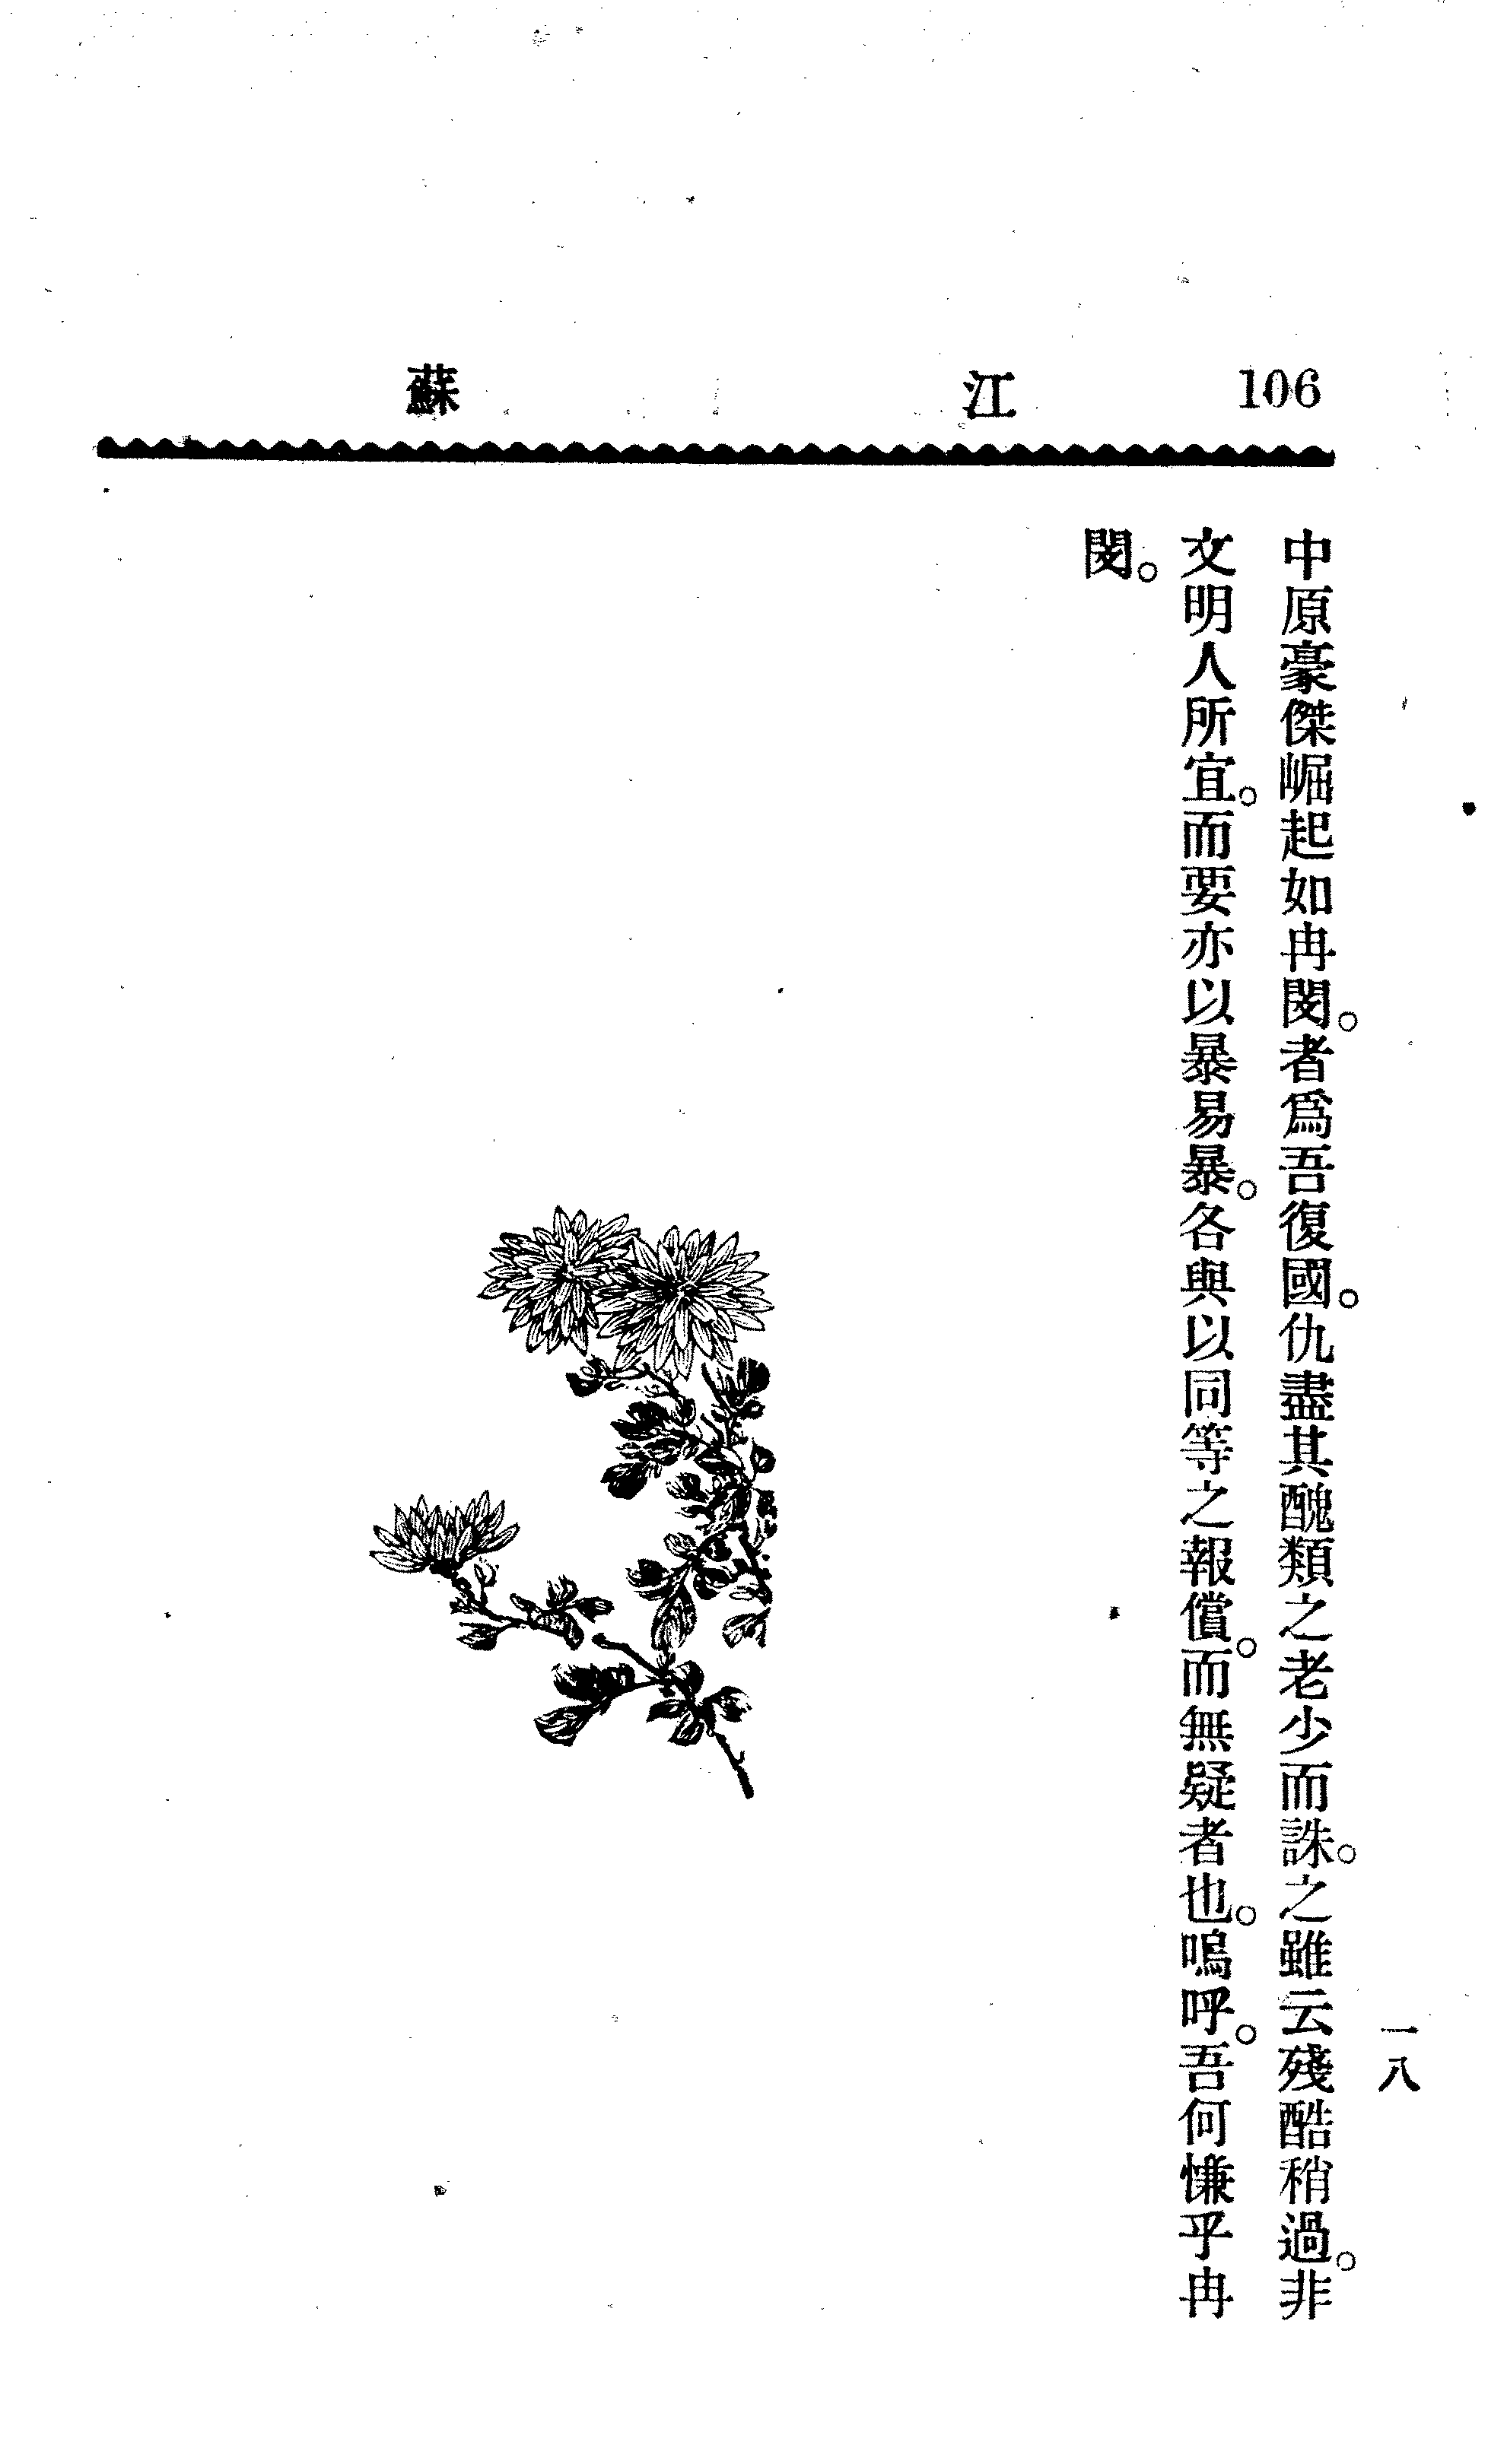 106 江蘇
一八
中原豪傑崛起如冉閔。者爲吾復國。仇盡其醜類之老少而誅。之雖云殘酷稍過。非
文明人所宜。而要亦以暴易暴。各與以同等之報償。而無疑者也。嗚呼。吾何慊乎冉
閔。